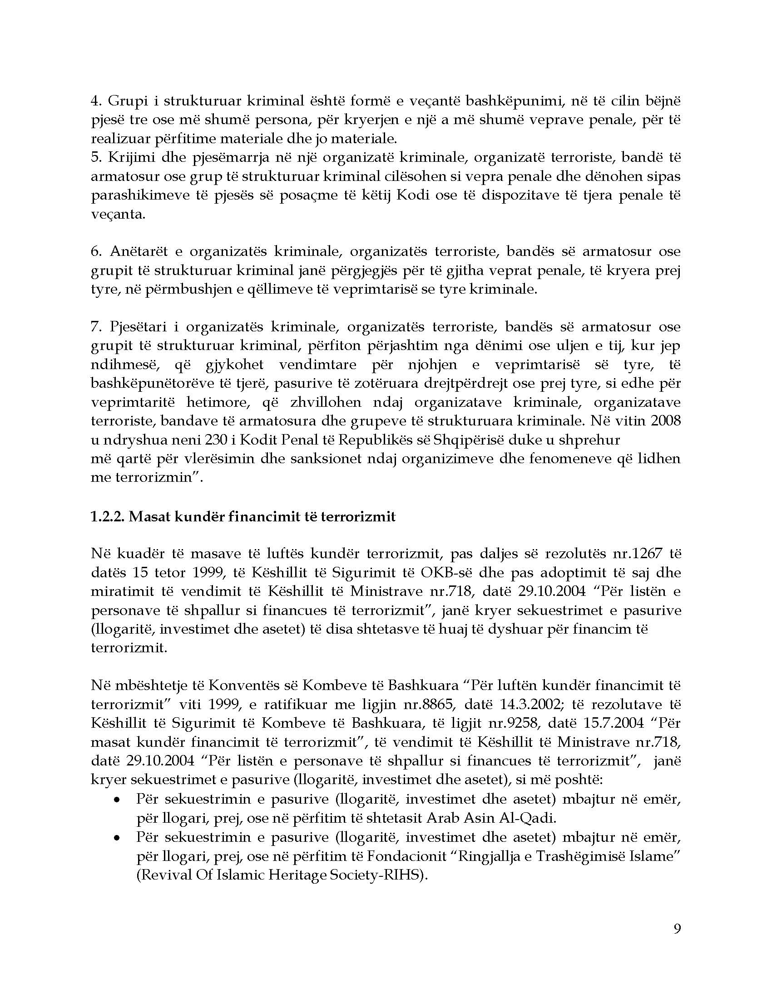 4. Grupi i strukturuar kriminal është formë e veçantë bashkëpunimi, në të cilin bëjnë
pjesë tre ose më shumë persona, për kryerjen e një a më shumë veprave penale, për të
realizuar përfitime materiale dhe jo materiale.
5. Krijimi dhe pjesëmarrja në një organizatë kriminale, organizatë terroriste, bandë të
armatosur ose grup të strukturuar kriminal cilësohen si vepra penale dhe dënohen sipas
parashikimeve të pjesës së posaçme të këtij Kodi ose të dispozitave të tjera penale të
veçanta.
6. Anëtarët e organizatës kriminale, organizatës terroriste, bandës së armatosur ose
grupit të strukturuar kriminal janë përgjegjës për të gjitha veprat penale, të kryera prej
tyre, në përmbushjen e qëllimeve të veprimtarisë se tyre kriminale.
7. Pjesëtari i organizatës kriminale, organizatës terroriste, bandës së armatosur ose
grupit të strukturuar kriminal, përfiton përjashtim nga dënimi ose uljen e tij, kur jep
ndihmesë, që gjykohet vendimtare për njohjen e veprimtarisë së tyre, të
bashkëpunëtorëve të tjerë, pasurive të zotëruara drejtpërdrejt ose prej tyre, si edhe për
veprimtaritë hetimore, që zhvillohen ndaj organizatave kriminale, organizatave
terroriste, bandave të armatosura dhe grupeve të strukturuara kriminale. Në vitin 2008
u ndryshua neni 230 i Kodit Penal të Republikës së Shqipërisë duke u shprehur
më qartë për vlerësimin dhe sanksionet ndaj organizimeve dhe fenomeneve që lidhen
me terrorizmin”.
1.2.2. Masat kundër financimit të terrorizmit
Në kuadër të masave të luftës kundër terrorizmit, pas daljes së rezolutës nr.1267 të
datës 15 tetor 1999, të Këshillit të Sigurimit të OKB-së dhe pas adoptimit të saj dhe
miratimit të vendimit të Këshillit të Ministrave nr.718, datë 29.10.2004 “Për listën e
personave të shpallur si financues të terrorizmit”, janë kryer sekuestrimet e pasurive
(llogaritë, investimet dhe asetet) të disa shtetasve të huaj të dyshuar për financim të
terrorizmit.
Në mbështetje të Konventës së Kombeve të Bashkuara “Për luftën kundër financimit të
terrorizmit” viti 1999, e ratifikuar me ligjin nr.8865, datë 14.3.2002; të rezolutave të
Këshillit të Sigurimit të Kombeve të Bashkuara, të ligjit nr.9258, datë 15.7.2004 “Për
masat kundër financimit të terrorizmit”, të vendimit të Këshillit të Ministrave nr.718,
datë 29.10.2004 “Për listën e personave të shpallur si financues të terrorizmit”, janë
kryer sekuestrimet e pasurive (llogaritë, investimet dhe asetet), si më poshtë:
• Për sekuestrimin e pasurive (llogaritë, investimet dhe asetet) mbajtur në emër,
për llogari, prej, ose në përfitim të shtetasit Arab Asin Al-Qadi.
• Për sekuestrimin e pasurive (llogaritë, investimet dhe asetet) mbajtur në emër,
për llogari, prej, ose në përfitim të Fondacionit “Ringjallja e Trashëgimisë Islame”
(Revival Of Islamic Heritage Society-RIHS).
9